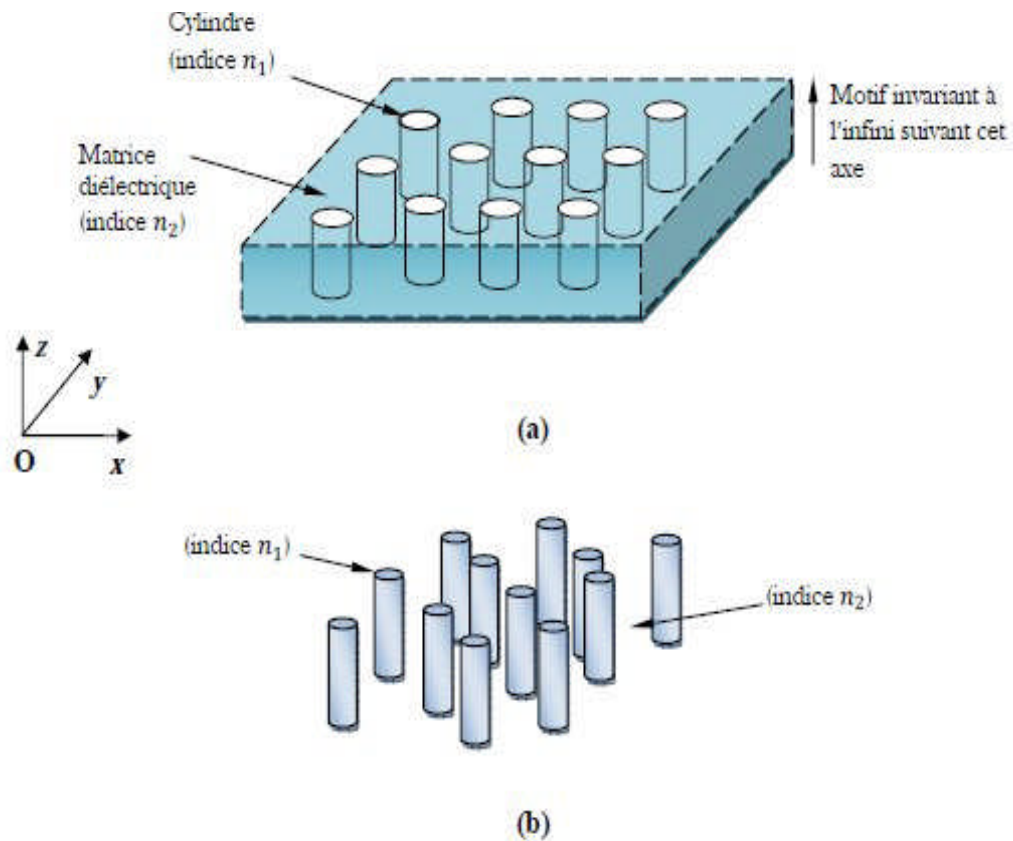 Cylindre
(indice n₁)
Motif invariant à
l'infini suivant cet
axe
Matrice
diélectrique
(indice n₂)
z
y
O
x
(a)
(indice n₁)
(indice n₂)
(b)